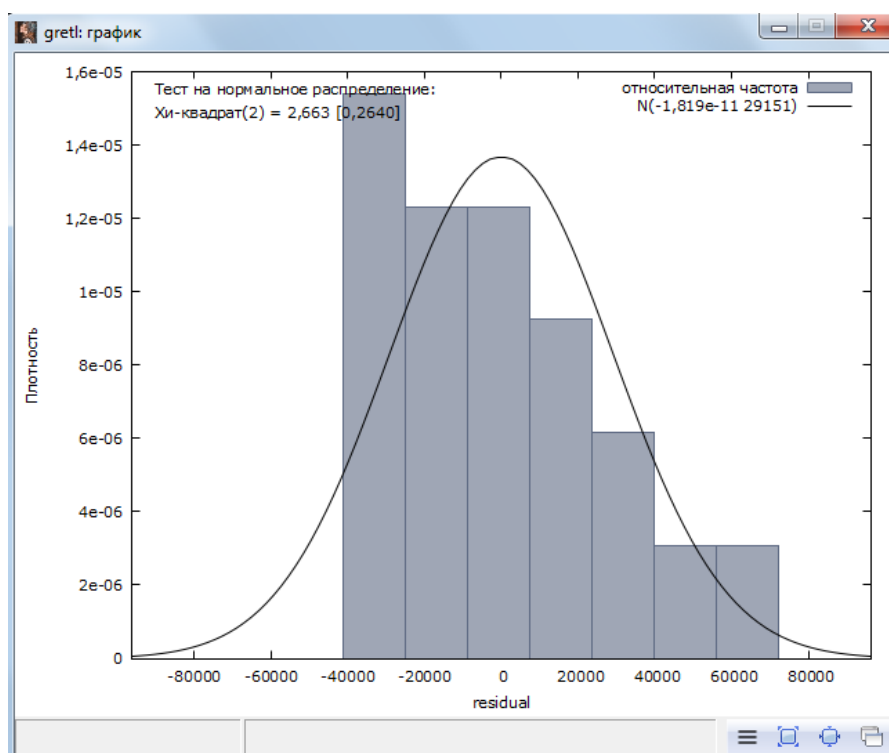 gretl: график
Тест на нормальное распределение:
Хи-квадрат(2) = 2,663 [0,2640]
относительная частота
N(-1,819e-11 29151)
1,6e-05
1,4e-05
1,2e-05
1e-05
8e-06
6e-06
4e-06
2e-06
0
Плотность
-80000 -60000 -40000 -20000 0 20000 40000 60000 80000
residual